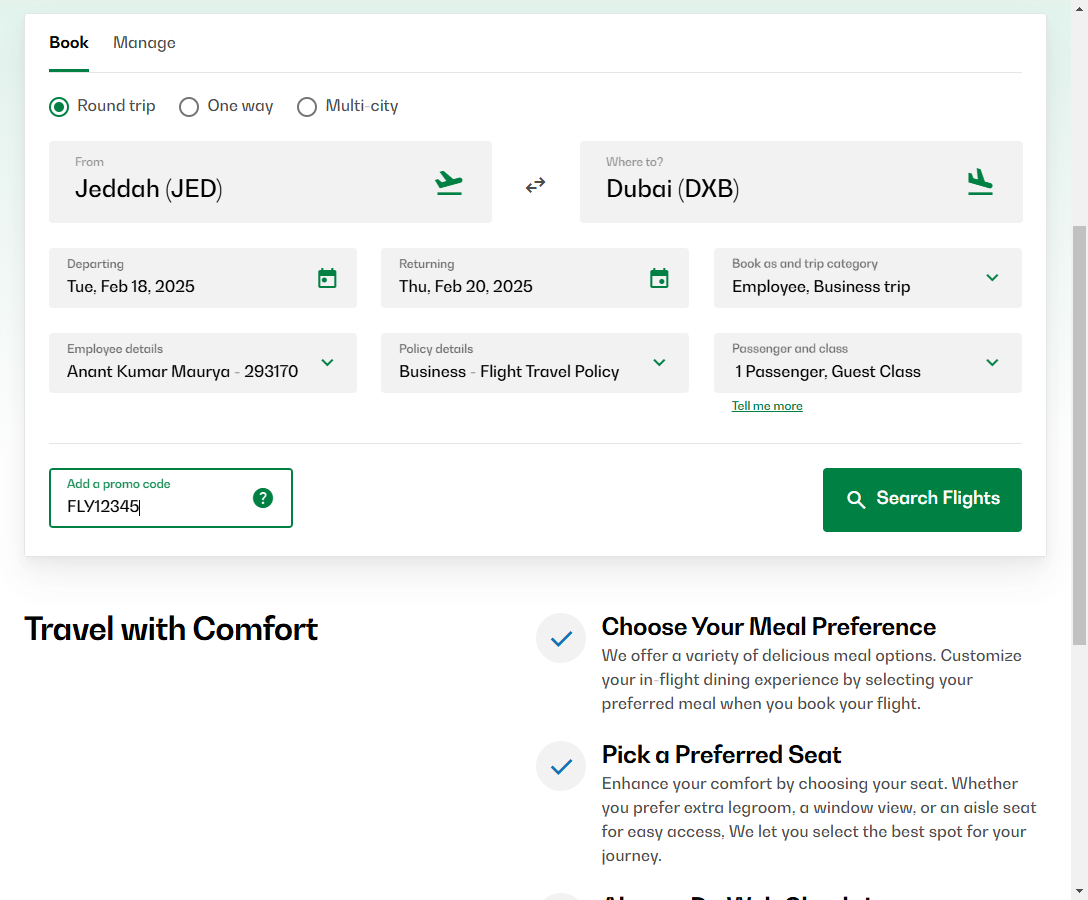 Book Manage
Round trip One way Multi-city
From
Jeddah (JED)
Where to?
Dubai (DXB)
Departing
Tue, Feb 18, 2025
Returning
Thu, Feb 20, 2025
Book as and trip category
Employee, Business trip
Employee details
Anant Kumar Maurya - 293170
Policy details
Business - Flight Travel Policy
Passenger and class
1 Passenger, Guest Class
Tell me more
Add a promo code
FLY12345
?
Search Flights
Travel with Comfort
Choose Your Meal Preference
We offer a variety of delicious meal options. Customize
your in-flight dining experience by selecting your
preferred meal when you book your flight.
Pick a Preferred Seat
Enhance your comfort by choosing your seat. Whether
you prefer extra legroom, a window view, or an aisle seat
for easy access, We let you select the best spot for your
journey.